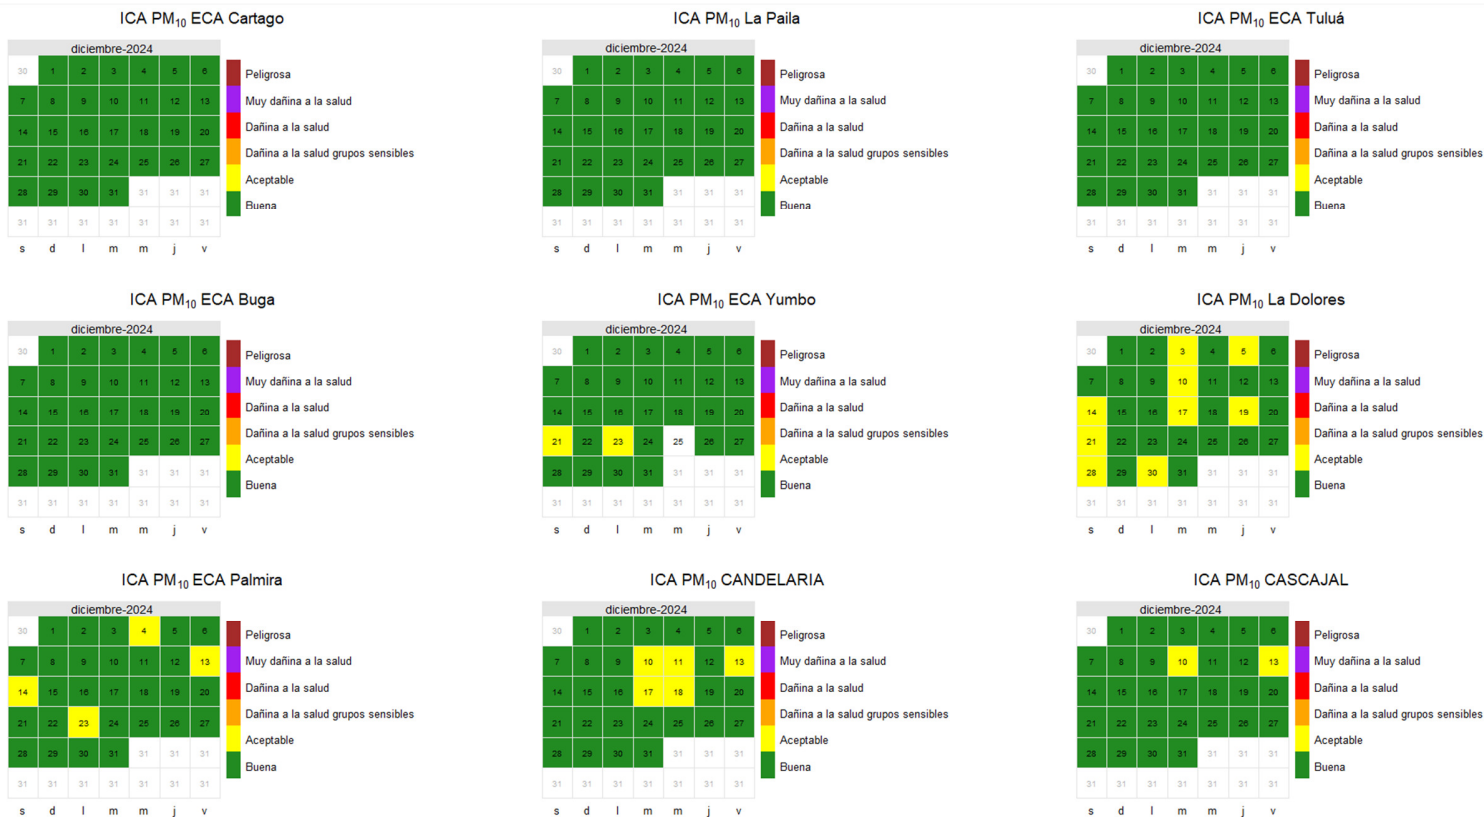 ICA PM₁₀ ECA Cartago
diciembre-2024
30 1 2 3 4 5 6
7 8 9 10 11 12 13
14 15 16 17 18 19 20
21 22 23 24 25 26 27
28 29 30 31 31 31 31
31 31 31 31 31 31 31
s d l m m j v
Peligrosa
Muy dañina a la salud
Dañina a la salud
Dañina a la salud grupos sensibles
Aceptable
Buena
ICA PM₁₀ La Paila
diciembre-2024
30 1 2 3 4 5 6
7 8 9 10 11 12 13
14 15 16 17 18 19 20
21 22 23 24 25 26 27
28 29 30 31 31 31 31
31 31 31 31 31 31 31
s d l m m j v
Peligrosa
Muy dañina a la salud
Dañina a la salud
Dañina a la salud grupos sensibles
Aceptable
Buena
ICA PM₁₀ ECA Tuluá
diciembre-2024
30 1 2 3 4 5 6
7 8 9 10 11 12 13
14 15 16 17 18 19 20
21 22 23 24 25 26 27
28 29 30 31 31 31 31
31 31 31 31 31 31 31
s d l m m j v
Peligrosa
Muy dañina a la salud
Dañina a la salud
Dañina a la salud grupos sensibles
Aceptable
Buena
ICA PM₁₀ ECA Buga
diciembre-2024
30 1 2 3 4 5 6
7 8 9 10 11 12 13
14 15 16 17 18 19 20
21 22 23 24 25 26 27
28 29 30 31 31 31 31
31 31 31 31 31 31 31
s d l m m j v
Peligrosa
Muy dañina a la salud
Dañina a la salud
Dañina a la salud grupos sensibles
Aceptable
Buena
ICA PM₁₀ ECA Yumbo
diciembre-2024
30 1 2 3 4 5 6
7 8 9 10 11 12 13
14 15 16 17 18 19 20
21 22 23 24 25 26 27
28 29 30 31 31 31 31
31 31 31 31 31 31 31
s d l m m j v
Peligrosa
Muy dañina a la salud
Dañina a la salud
Dañina a la salud grupos sensibles
Aceptable
Buena
ICA PM₁₀ La Dolores
diciembre-2024
30 1 2 3 4 5 6
7 8 9 10 11 12 13
14 15 16 17 18 19 20
21 22 23 24 25 26 27
28 29 30 31 31 31 31
31 31 31 31 31 31 31
s d l m m j v
Peligrosa
Muy dañina a la salud
Dañina a la salud
Dañina a la salud grupos sensibles
Aceptable
Buena
ICA PM₁₀ ECA Palmira
diciembre-2024
30 1 2 3 4 5 6
7 8 9 10 11 12 13
14 15 16 17 18 19 20
21 22 23 24 25 26 27
28 29 30 31 31 31 31
31 31 31 31 31 31 31
s d l m m j v
Peligrosa
Muy dañina a la salud
Dañina a la salud
Dañina a la salud grupos sensibles
Aceptable
Buena
ICA PM₁₀ CANDELARIA
diciembre-2024
30 1 2 3 4 5 6
7 8 9 10 11 12 13
14 15 16 17 18 19 20
21 22 23 24 25 26 27
28 29 30 31 31 31 31
31 31 31 31 31 31 31
s d l m m j v
Peligrosa
Muy dañina a la salud
Dañina a la salud
Dañina a la salud grupos sensibles
Aceptable
Buena
ICA PM₁₀ CASCAJAL
diciembre-2024
30 1 2 3 4 5 6
7 8 9 10 11 12 13
14 15 16 17 18 19 20
21 22 23 24 25 26 27
28 29 30 31 31 31 31
31 31 31 31 31 31 31
s d l m m j v
Peligrosa
Muy dañina a la salud
Dañina a la salud
Dañina a la salud grupos sensibles
Aceptable
Buena